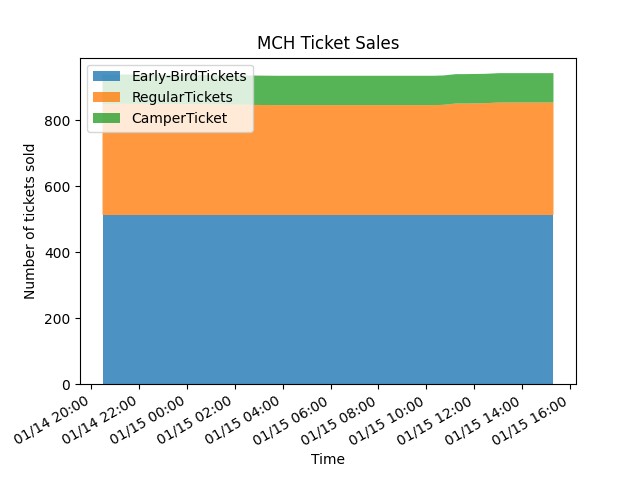 MCH Ticket Sales
Early-BirdTickets
RegularTickets
CamperTicket
Number of tickets sold
800
600
400
200
0
01/14 20:00
01/14 22:00
01/15 00:00
01/15 02:00
01/15 04:00
01/15 06:00
01/15 08:00
01/15 10:00
01/15 12:00
01/15 14:00
01/15 16:00
Time